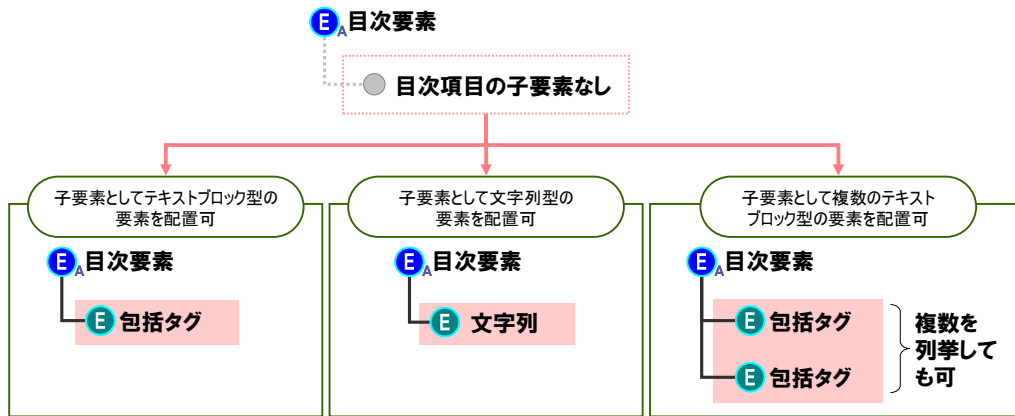 E A 目次要素
目次項目の子要素なし
子要素としてテキストブロック型の
要素を配置可
E A 目次要素
E 包括タグ
子要素として文字列型の
要素を配置可
E A 目次要素
E 文字列
子要素として複数のテキスト
ブロック型の要素を配置可
E A 目次要素
E 包括タグ
E 包括タグ
複数を
列挙して
も可